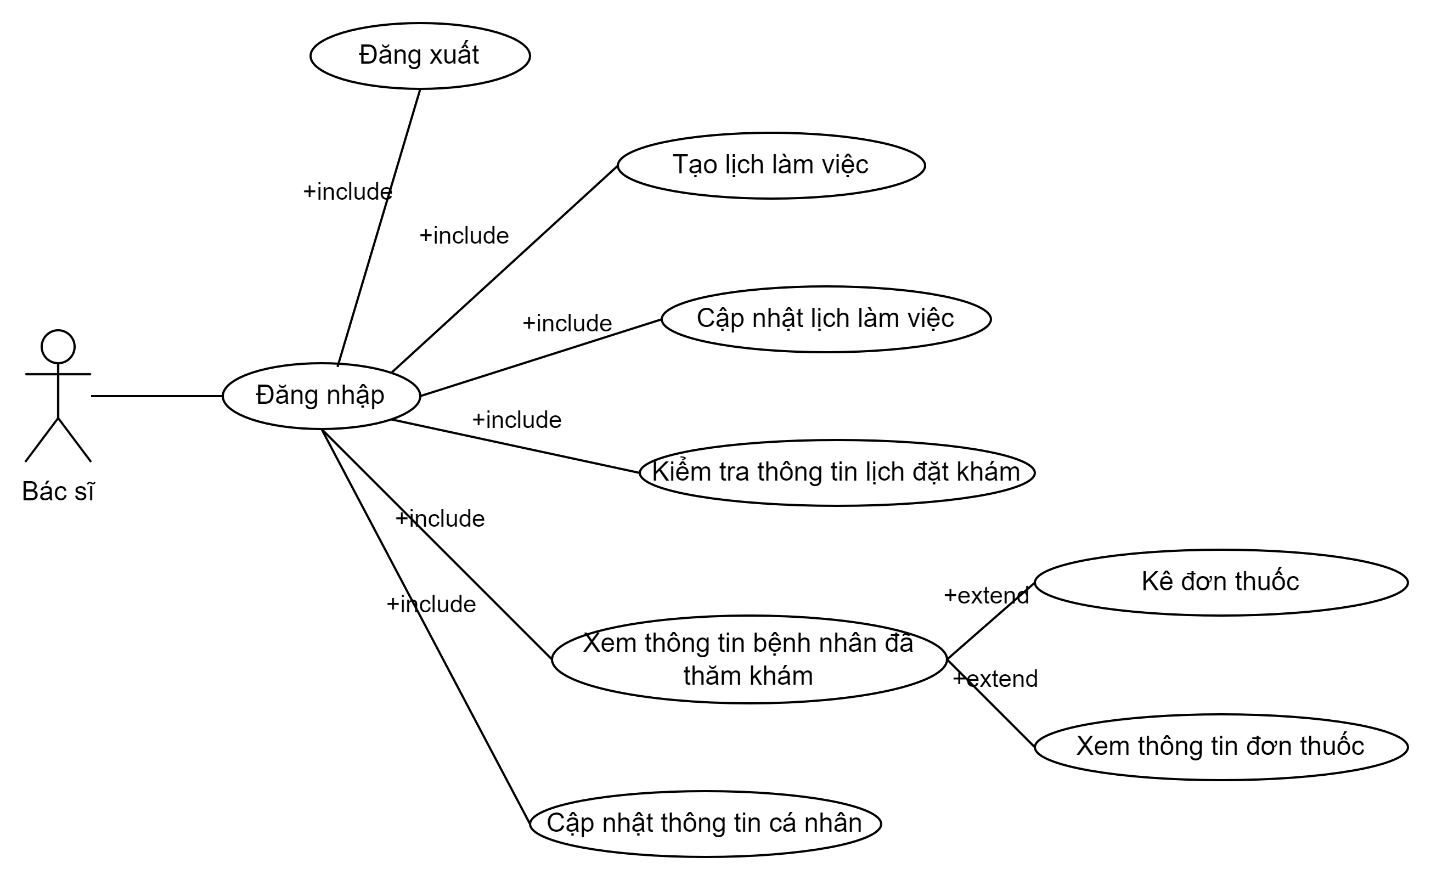 Đăng xuất
Tạo lịch làm việc
+include
+include
Cập nhật lịch làm việc
+include
Đăng nhập
+include
Kiểm tra thông tin lịch đặt khám
Bác sĩ
+include
Kê đơn thuốc
+extend
+include
Xem thông tin bệnh nhân đã
thăm khám
+extend
Xem thông tin đơn thuốc
Cập nhật thông tin cá nhân